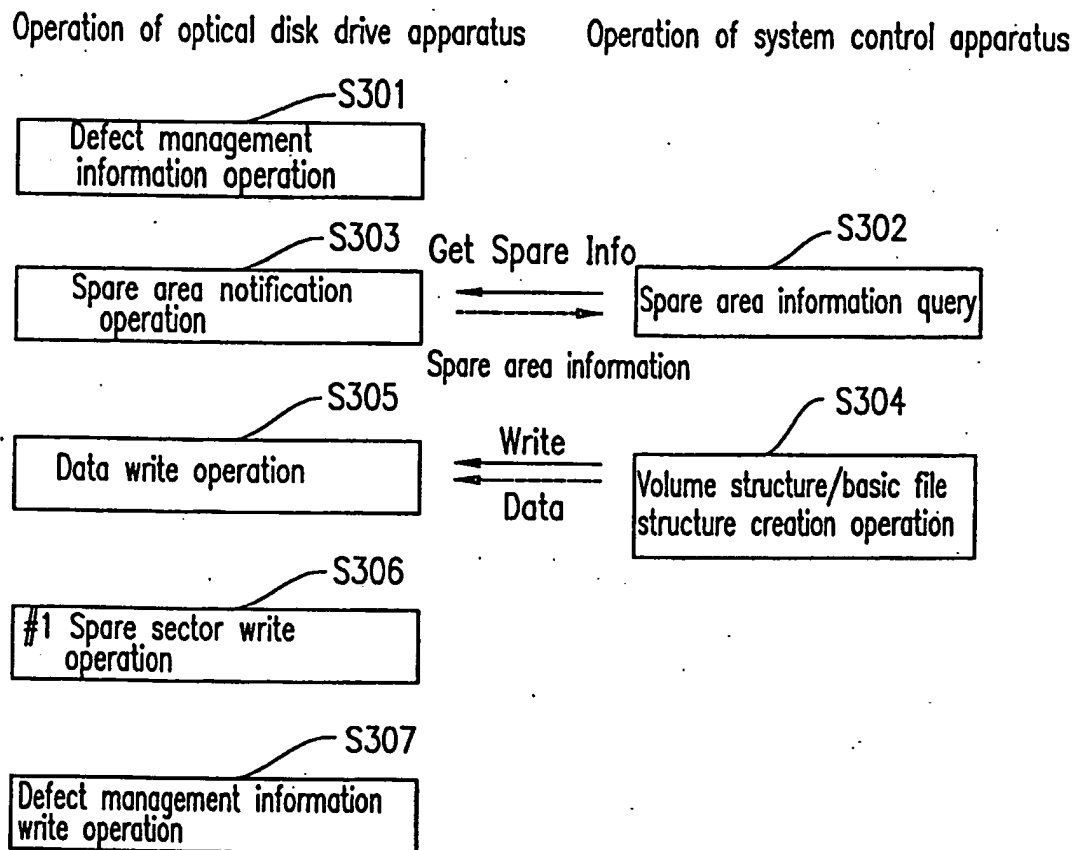 Operation of optical disk drive apparatus
Operation of system control apparatus
S301
Defect management
information operation
S303
Spare area notification
operation
Get Spare Info
Spare area information
S302
Spare area information query
S305
Data write operation
Write
Data
S304
Volume structure/basic file
structure creation operation
S306
#1 Spare sector write
operation
S307
Defect management information
write operation